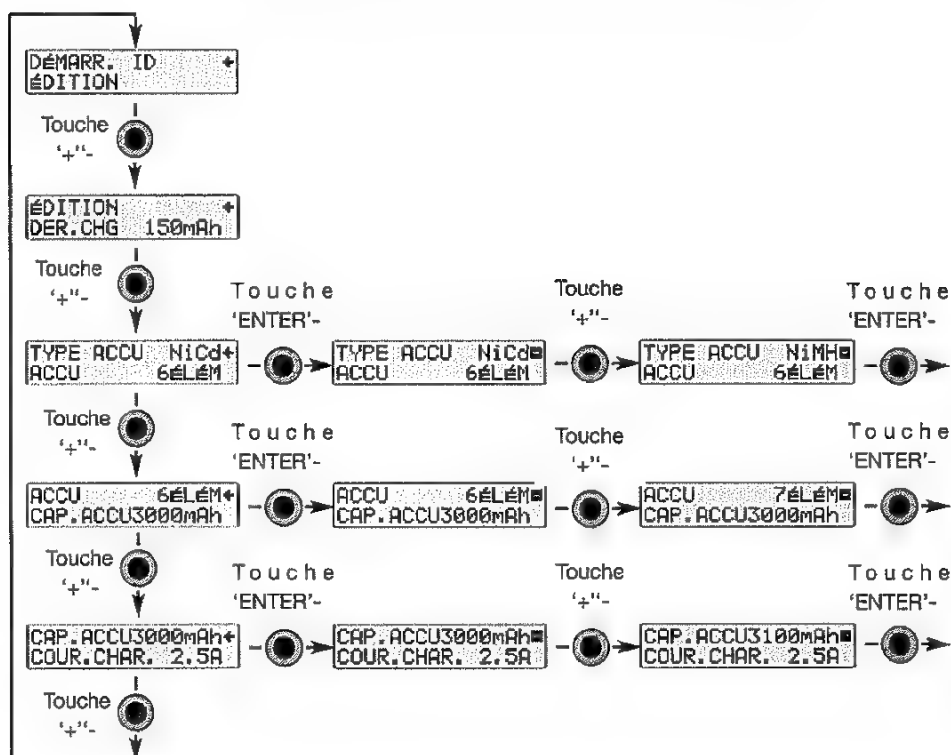 DÉMARR. ID
ÉDITION
Touche
‘+“-
ÉDITION
DER.CHG 150mAh
Touche
‘+“-
Touche
‘ENTER’-
Touche
‘+“-
Touche
‘ENTER’-
TYPE ACCU NiCd
ACCU 6ÉLÉM
TYPE ACCU NiCd
ACCU 6ÉLÉM
TYPE ACCU NiMH
ACCU 6ÉLÉM
Touche
‘+“-
Touche
‘ENTER’-
Touche
‘+“-
Touche
‘ENTER’-
ACCU 6ÉLÉM
CAP.ACCU3000mAh
ACCU 6ÉLÉM
CAP.ACCU3000mAh
ACCU 7ÉLÉM
CAP.ACCU3000mAh
Touche
‘+“-
Touche
‘ENTER’-
Touche
‘+“-
Touche
‘ENTER’-
CAP.ACCU3000mAh
COUR.CHAR. 2.5A
CAP.ACCU3000mAh
COUR.CHAR. 2.5A
CAP.ACCU3100mAh
COUR.CHAR. 2.5A
Touche
‘+“-